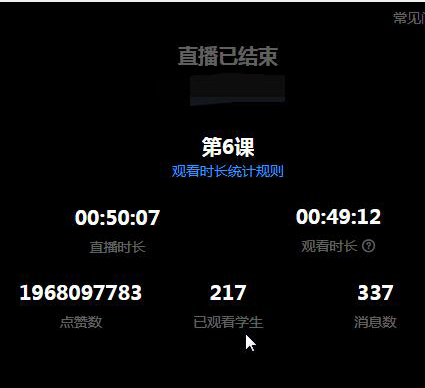 常见问
直播已结束
第6课
观看时长统计规则
00:50:07 00:49:12
直播时长 观看时长 ?
1968097783 217 337
点赞数 已观看学生 消息数